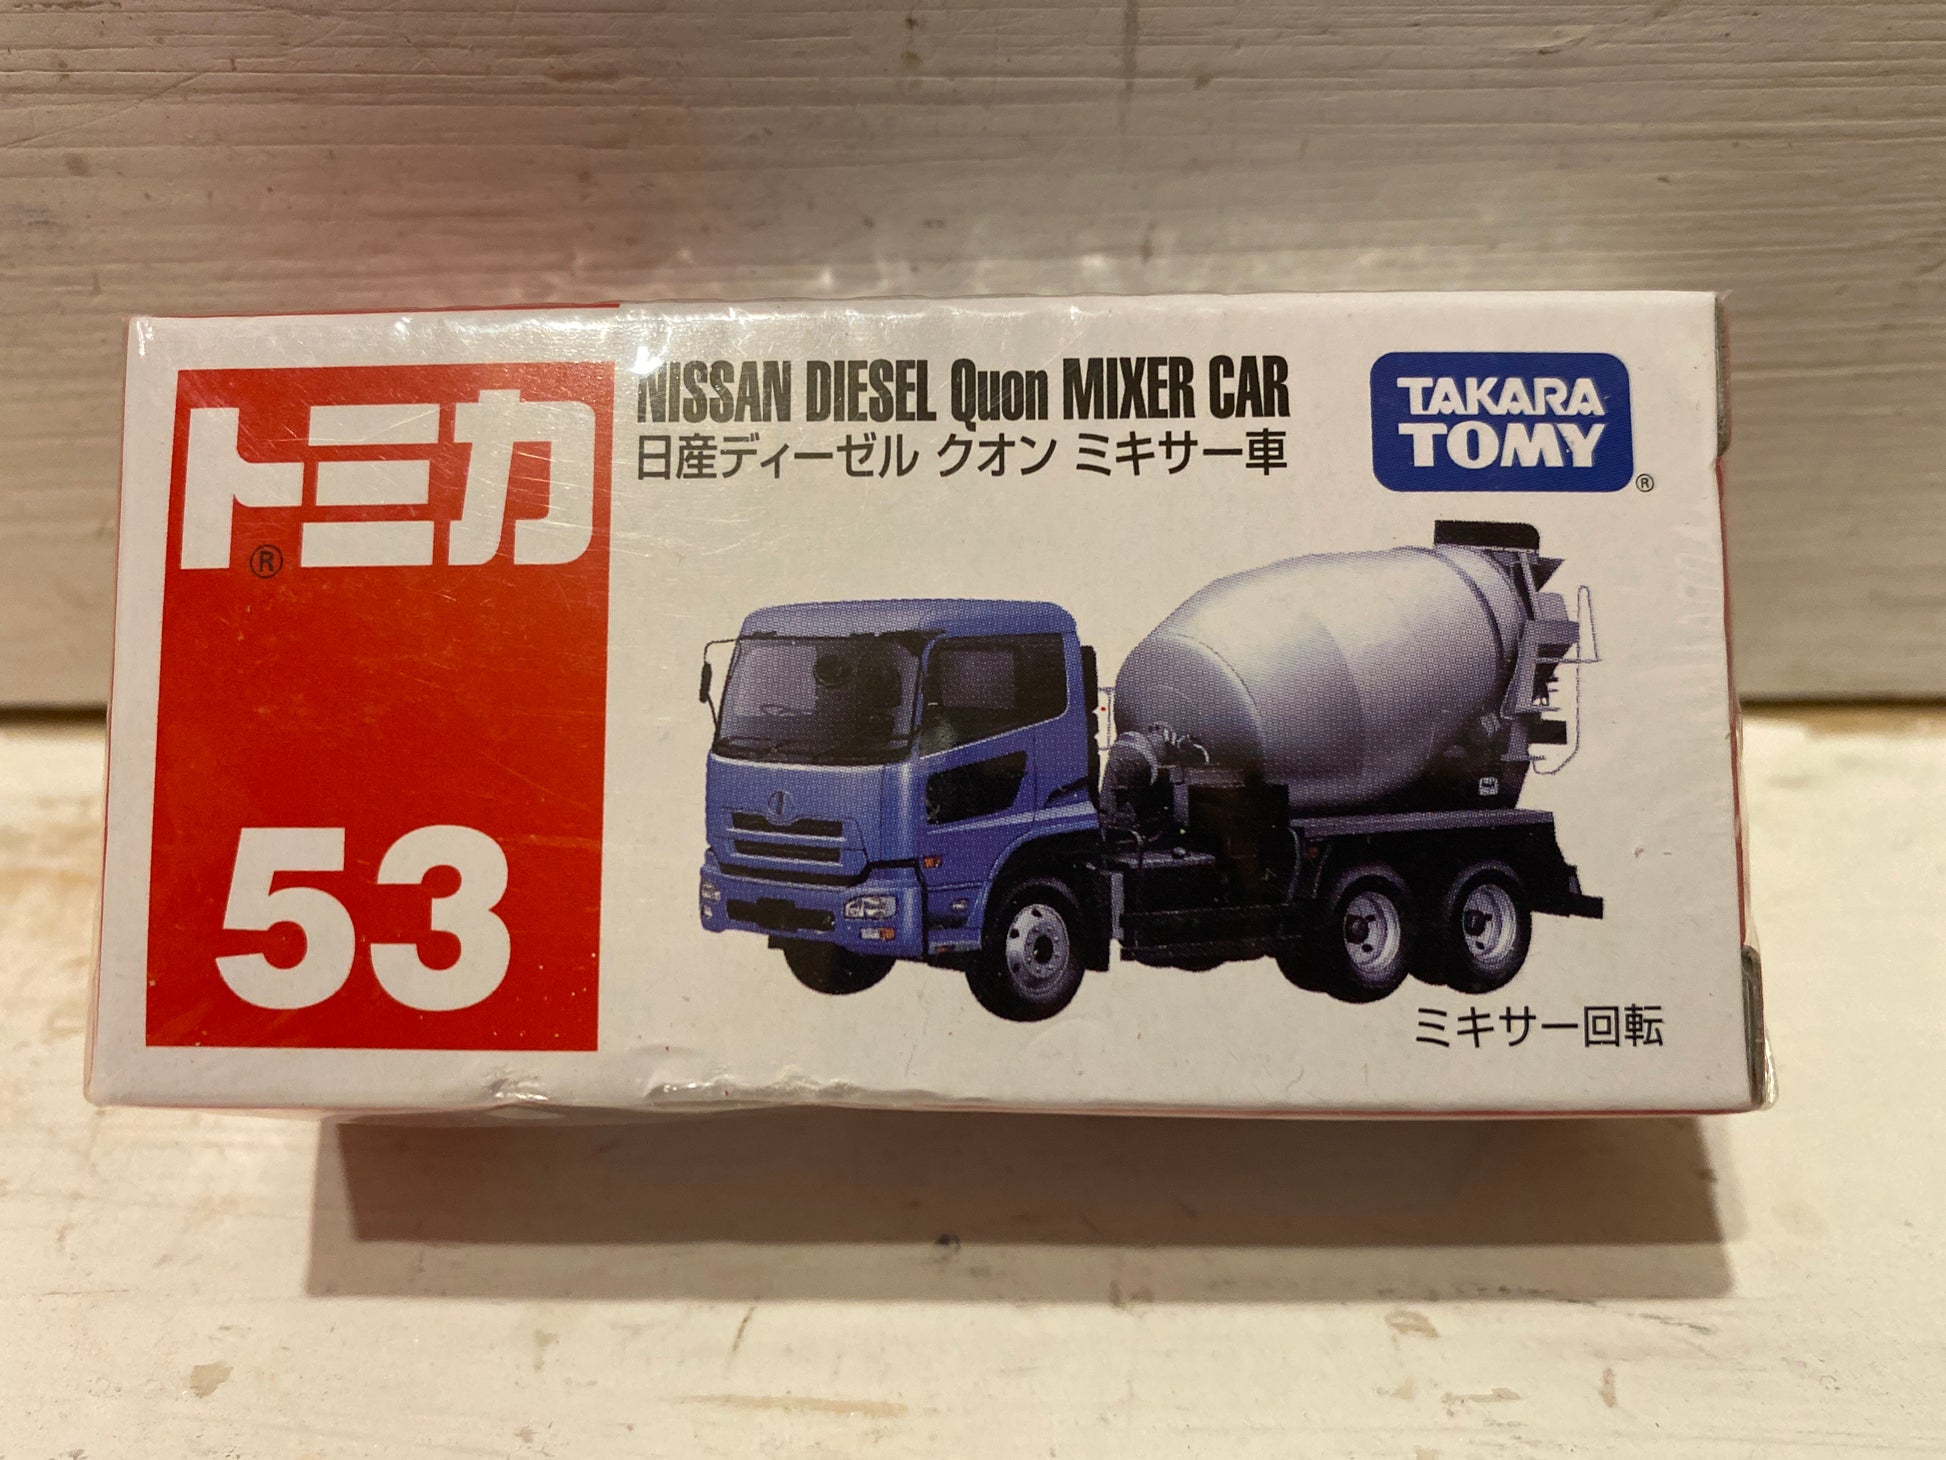 トミカ
®
53
NISSAN DIESEL Quon MIXER CAR
日産ディーゼル クオン ミキサー車
TAKARA
TOMY
®
ミキサー回転